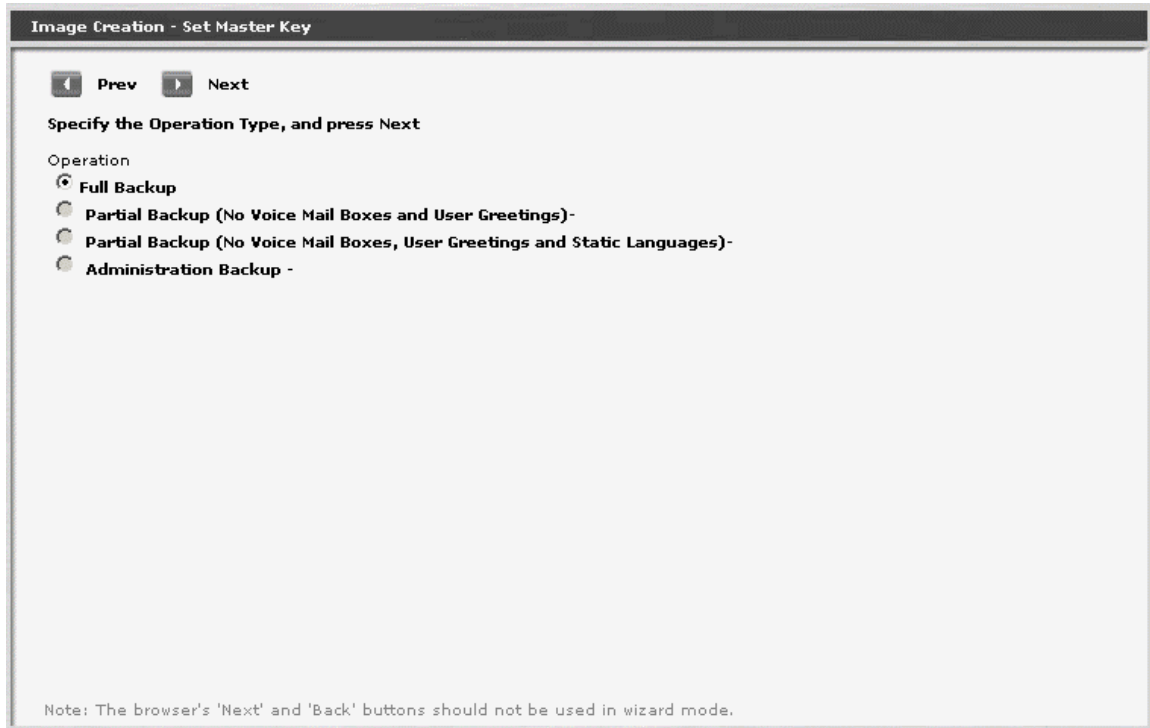 Image Creation - Set Master Key
Prev Next
Specify the Operation Type, and press Next
Operation
Full Backup
Partial Backup (No Voice Mail Boxes and User Greetings)-
Partial Backup (No Voice Mail Boxes, User Greetings and Static Languages)-
Administration Backup -
Note: The browser's 'Next' and 'Back' buttons should not be used in wizard mode.